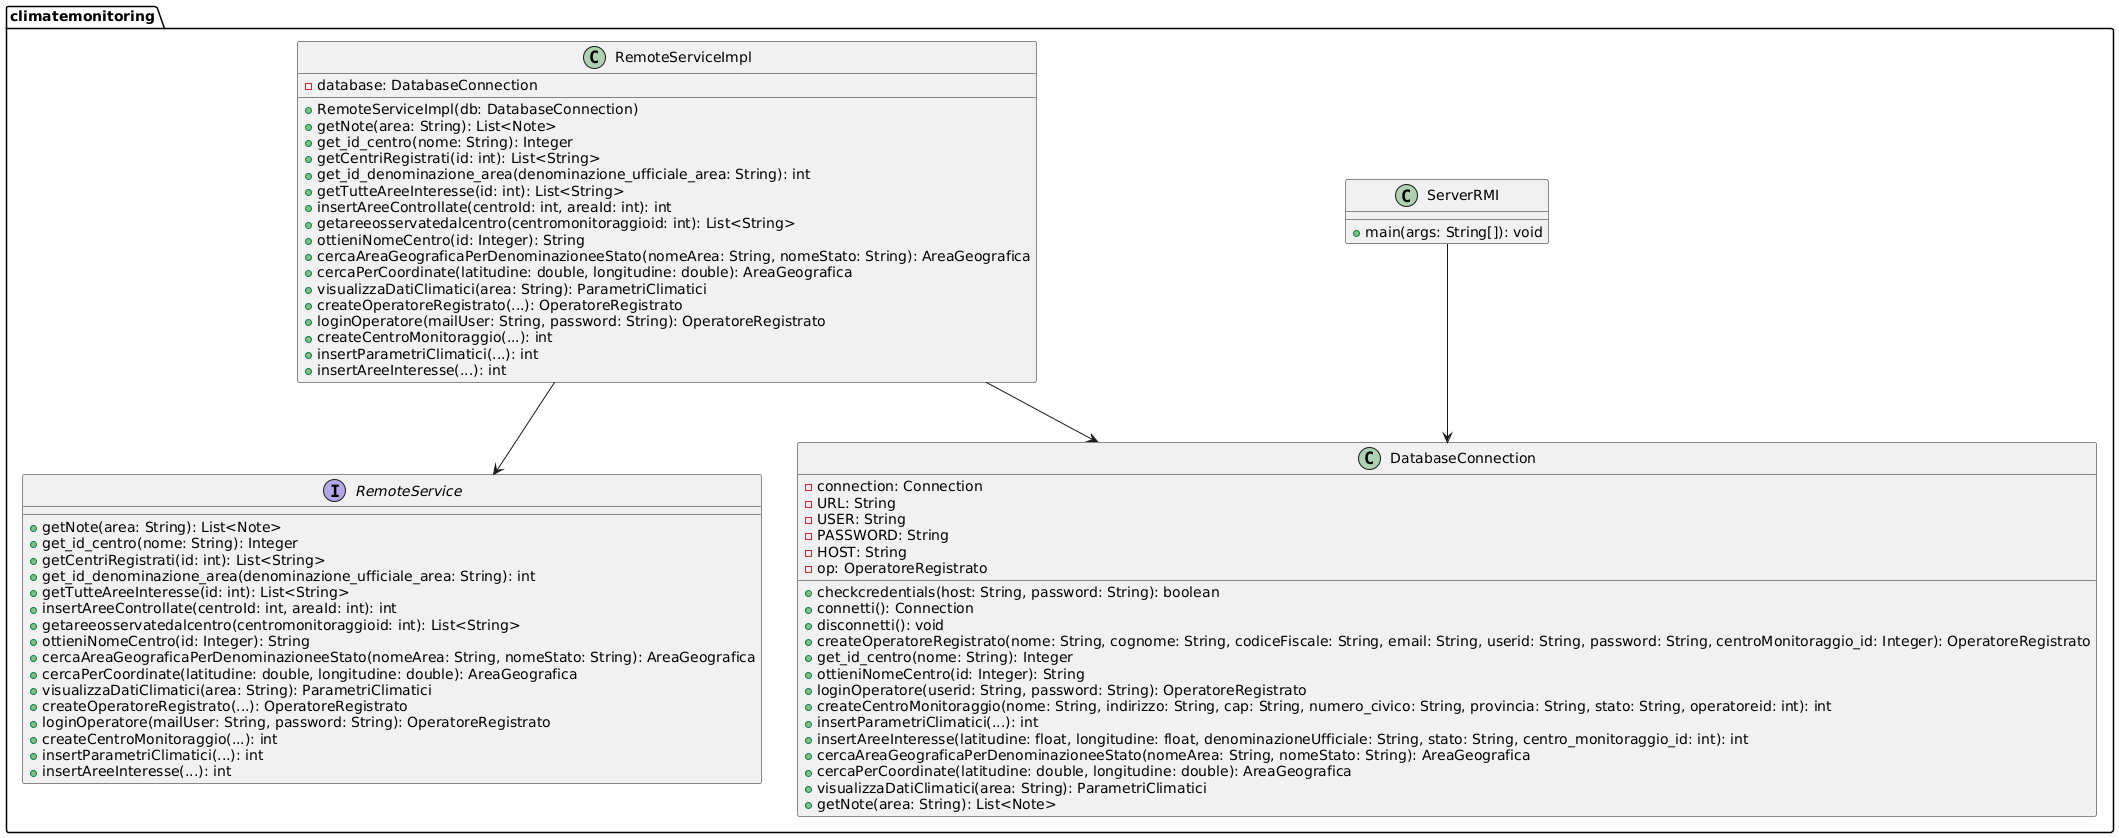 climatemonitoring
C RemoteServiceImpl
database: DatabaseConnection
RemoteServiceImpl(db: DatabaseConnection)
getNote(area: String): List<Note>
get_id_centro(nome: String): Integer
getCentriRegistrati(id: int): List<String>
get_id_denominazione_area(denominazione_ufficiale_area: String): int
getTutteAreeInteresse(id: int): List<String>
insertAreeControllate(centroId: int, areaId: int): int
getareeosservatedalcentro(centromonitoraggioid: int): List<String>
ottieniNomeCentro(id: Integer): String
cercaAreaGeograficaPerDenominazioneeStato(nomeArea: String, nomeStato: String): AreaGeografica
cercaPerCoordinate(latitudine: double, longitudine: double): AreaGeografica
visualizzaDatiClimatici(area: String): ParametriClimatici
createOperatoreRegistrato(...): OperatoreRegistrato
loginOperatore(mailUser: String, password: String): OperatoreRegistrato
createCentroMonitoraggio(...): int
insertParametriClimatici(...): int
insertAreeInteresse(...): int
C ServerRMI
main(args: String[]): void
I RemoteService
getNote(area: String): List<Note>
get_id_centro(nome: String): Integer
getCentriRegistrati(id: int): List<String>
get_id_denominazione_area(denominazione_ufficiale_area: String): int
getTutteAreeInteresse(id: int): List<String>
insertAreeControllate(centroId: int, areaId: int): int
getareeosservatedalcentro(centromonitoraggioid: int): List<String>
ottieniNomeCentro(id: Integer): String
cercaAreaGeograficaPerDenominazioneeStato(nomeArea: String, nomeStato: String): AreaGeografica
cercaPerCoordinate(latitudine: double, longitudine: double): AreaGeografica
visualizzaDatiClimatici(area: String): ParametriClimatici
createOperatoreRegistrato(...): OperatoreRegistrato
loginOperatore(mailUser: String, password: String): OperatoreRegistrato
createCentroMonitoraggio(...): int
insertParametriClimatici(...): int
insertAreeInteresse(...): int
C DatabaseConnection
connection: Connection
URL: String
USER: String
PASSWORD: String
HOST: String
op: OperatoreRegistrato
checkcredentials(host: String, password: String): boolean
connetti(): Connection
disconnetti(): void
createOperatoreRegistrato(nome: String, cognome: String, codiceFiscale: String, email: String, userid: String, password: String, centroMonitoraggio_id: Integer): OperatoreRegistrato
get_id_centro(nome: String): Integer
ottieniNomeCentro(id: Integer): String
loginOperatore(userid: String, password: String): OperatoreRegistrato
createCentroMonitoraggio(nome: String, indirizzo: String, cap: String, numero_civico: String, provincia: String, stato: String, operatoreid: int): int
insertParametriClimatici(...): int
insertAreeInteresse(latitudine: float, longitudine: float, denominazioneUfficiale: String, stato: String, centro_monitoraggio_id: int): int
cercaAreaGeograficaPerDenominazioneeStato(nomeArea: String, nomeStato: String): AreaGeografica
cercaPerCoordinate(latitudine: double, longitudine: double): AreaGeografica
visualizzaDatiClimatici(area: String): ParametriClimatici
getNote(area: String): List<Note>